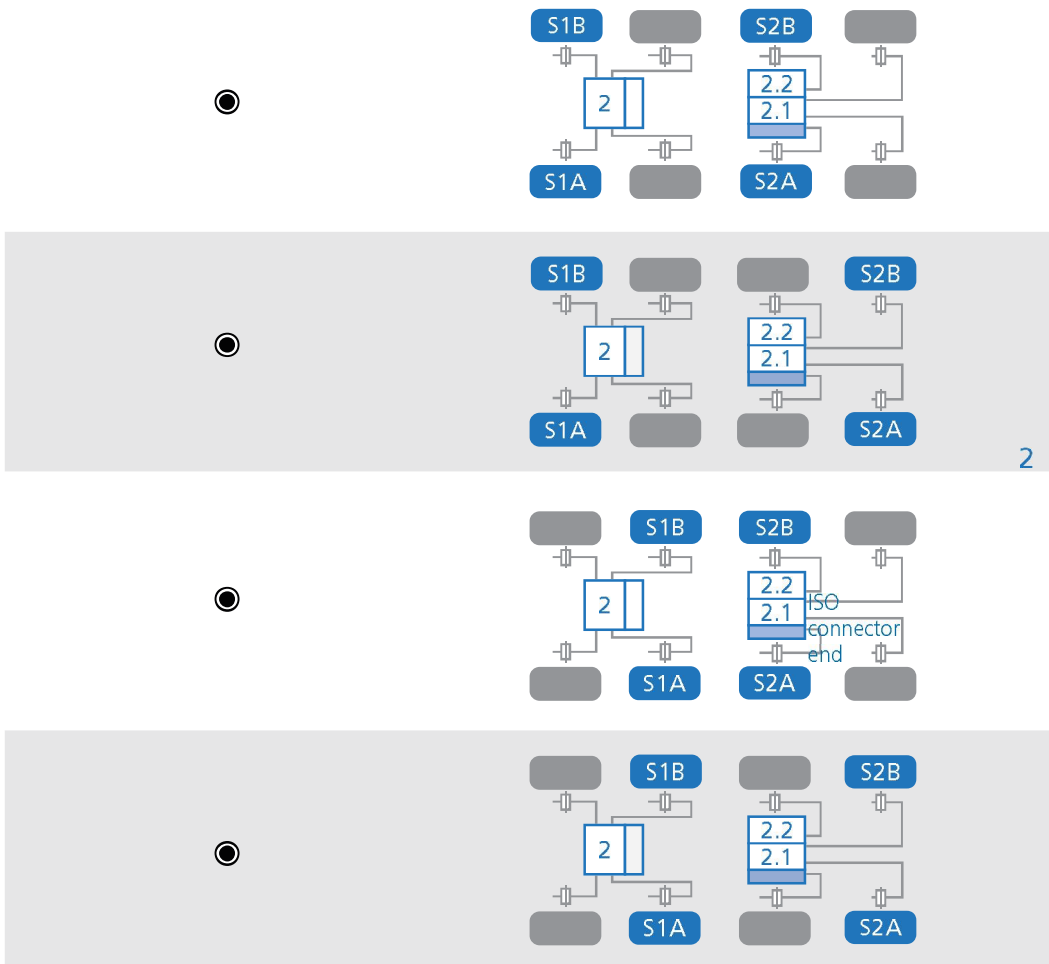 S1B S2B
2.2
2 2.1
S1A S2A
S1B S2B
2.2
2 2.1
S1A S2A
2
S1B S2B
2.2
2 2.1
ISO
connector
end
S1A S2A
S1B S2B
2.2
2 2.1
S1A S2A